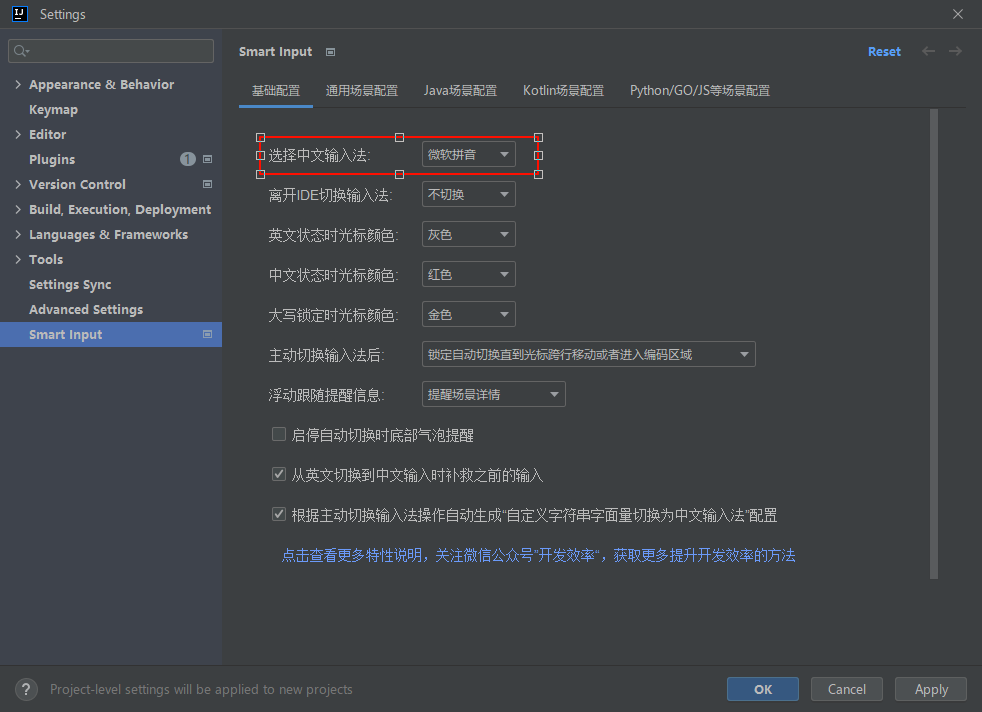 IJ Settings
Appearance & Behavior
Keymap
Editor
Plugins 1
Version Control
Build, Execution, Deployment
Languages & Frameworks
Tools
Settings Sync
Advanced Settings
Smart Input
Smart Input Reset
基础配置 通用场景配置 Java场景配置 Kotlin场景配置 Python/GO/JS等场景配置
选择中文输入法: 微软拼音
离开IDE切换输入法: 不切换
英文状态时光标颜色: 灰色
中文状态时光标颜色: 红色
大写锁定时光标颜色: 金色
主动切换输入法后: 锁定自动切换直到光标跨行移动或者进入编码区域
浮动跟随提醒信息: 提醒场景详情
启停自动切换时底部气泡提醒
从英文切换到中文输入时补救之前的输入
根据主动切换输入法操作自动生成“自定义字符串字面量切换为中文输入法”配置
点击查看更多特性说明，关注微信公众号”开发效率“，获取更多提升开发效率的方法
? Project-level settings will be applied to new projects
OK Cancel Apply